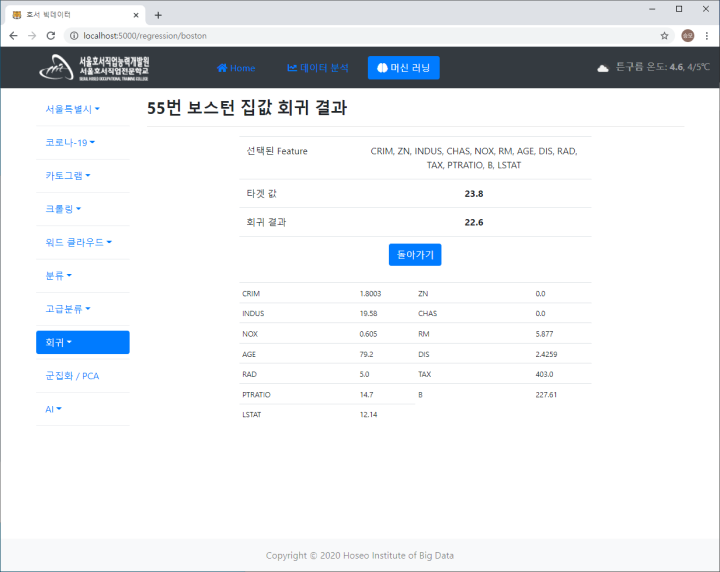 호서 빅데이터
localhost:5000/regression/boston
서울호서직업능력개발원
서울호서직업전문학교
SEOUL HOSEO OCCUPATIONAL TRAINING COLLEGE
Home
데이터 분석
머신 러닝
튼구름 온도: 4.6, 4/5℃
서울특별시
코로나-19
카토그램
크롤링
워드 클라우드
분류
고급분류
회귀
군집화 / PCA
AI
55번 보스턴 집값 회귀 결과
선택된 Feature
CRIM, ZN, INDUS, CHAS, NOX, RM, AGE, DIS, RAD,
TAX, PTRATIO, B, LSTAT
타겟 값 23.8
회귀 결과 22.6
돌아가기
CRIM 1.8003 ZN 0.0
INDUS 19.58 CHAS 0.0
NOX 0.605 RM 5.877
AGE 79.2 DIS 2.4259
RAD 5.0 TAX 403.0
PTRATIO 14.7 B 227.61
LSTAT 12.14
Copyright © 2020 Hoseo Institute of Big Data